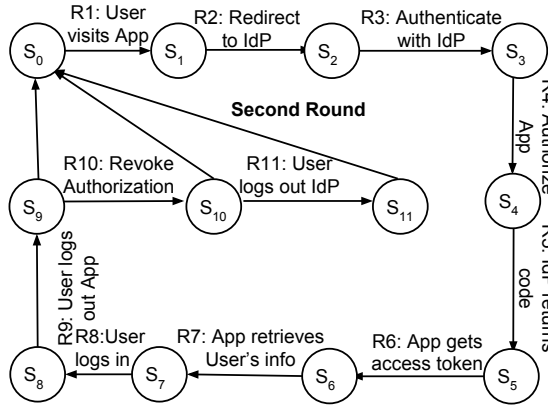 R1: User
visits App
R2: Redirect
to IdP
R3: Authenticate
with IdP
S0
S1
S2
S3
R4: Authorize
App
Second Round
R10: Revoke
Authorization
R11: User
logs out IdP
S9
S10
S11
S4
R5: IdP returns
code
R9: User logs
out App
R8:User
logs in
R7: App retrieves
User's info
R6: App gets
access token
S8
S7
S6
S5